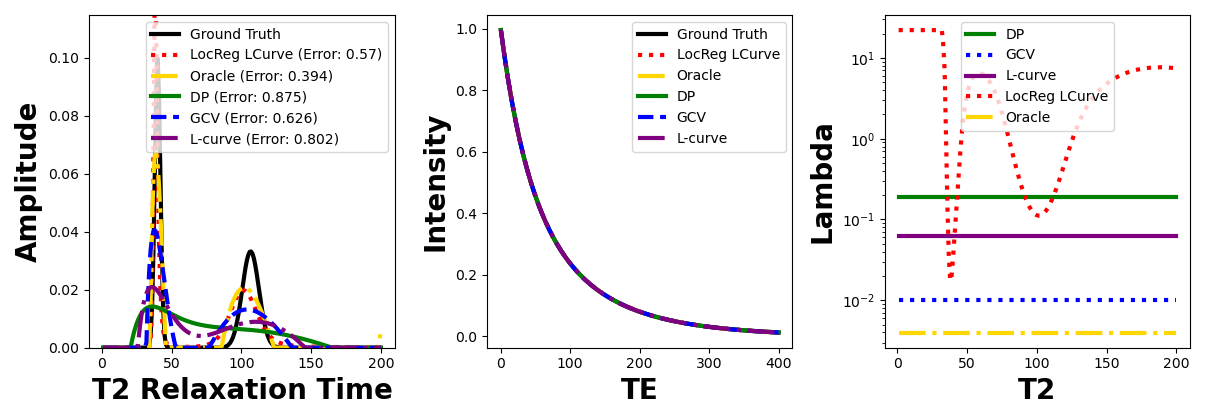 Amplitude
0.10
0.08
0.06
0.04
0.02
0.00
Ground Truth
LocReg LCurve (Error: 0.57)
Oracle (Error: 0.394)
DP (Error: 0.875)
GCV (Error: 0.626)
L-curve (Error: 0.802)
0 50 100 150 200
T2 Relaxation Time
Intensity
1.0
0.8
0.6
0.4
0.2
0.0
Ground Truth
LocReg LCurve
Oracle
DP
GCV
L-curve
0 100 200 300 400
TE
Lambda
10¹
10⁰
10⁻¹
10⁻²
DP
GCV
L-curve
LocReg LCurve
Oracle
0 50 100 150 200
T2